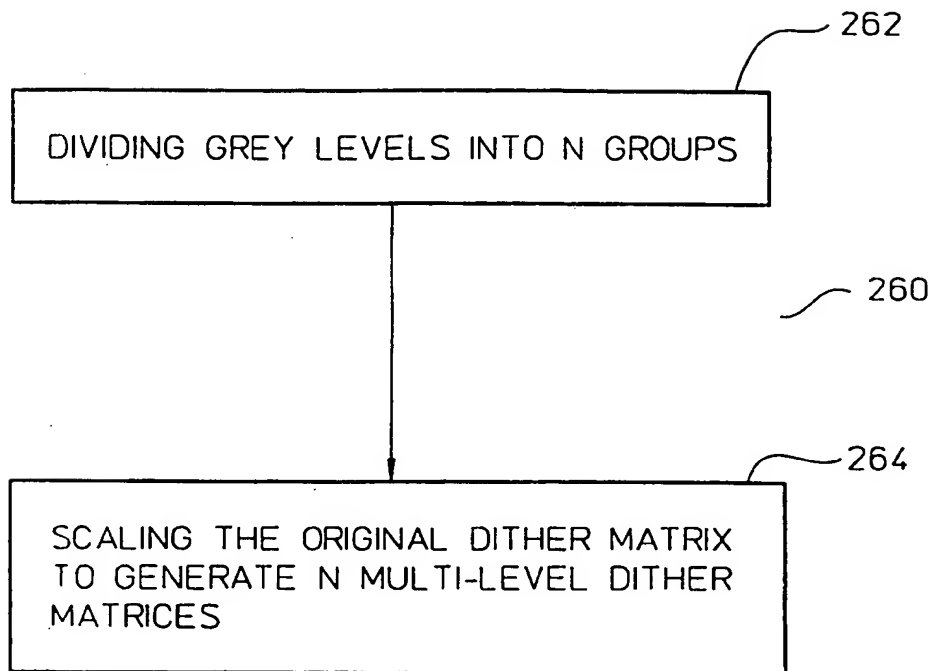 262
DIVIDING GREY LEVELS INTO N GROUPS
260
264
SCALING THE ORIGINAL DITHER MATRIX
TO GENERATE N MULTI-LEVEL DITHER
MATRICES